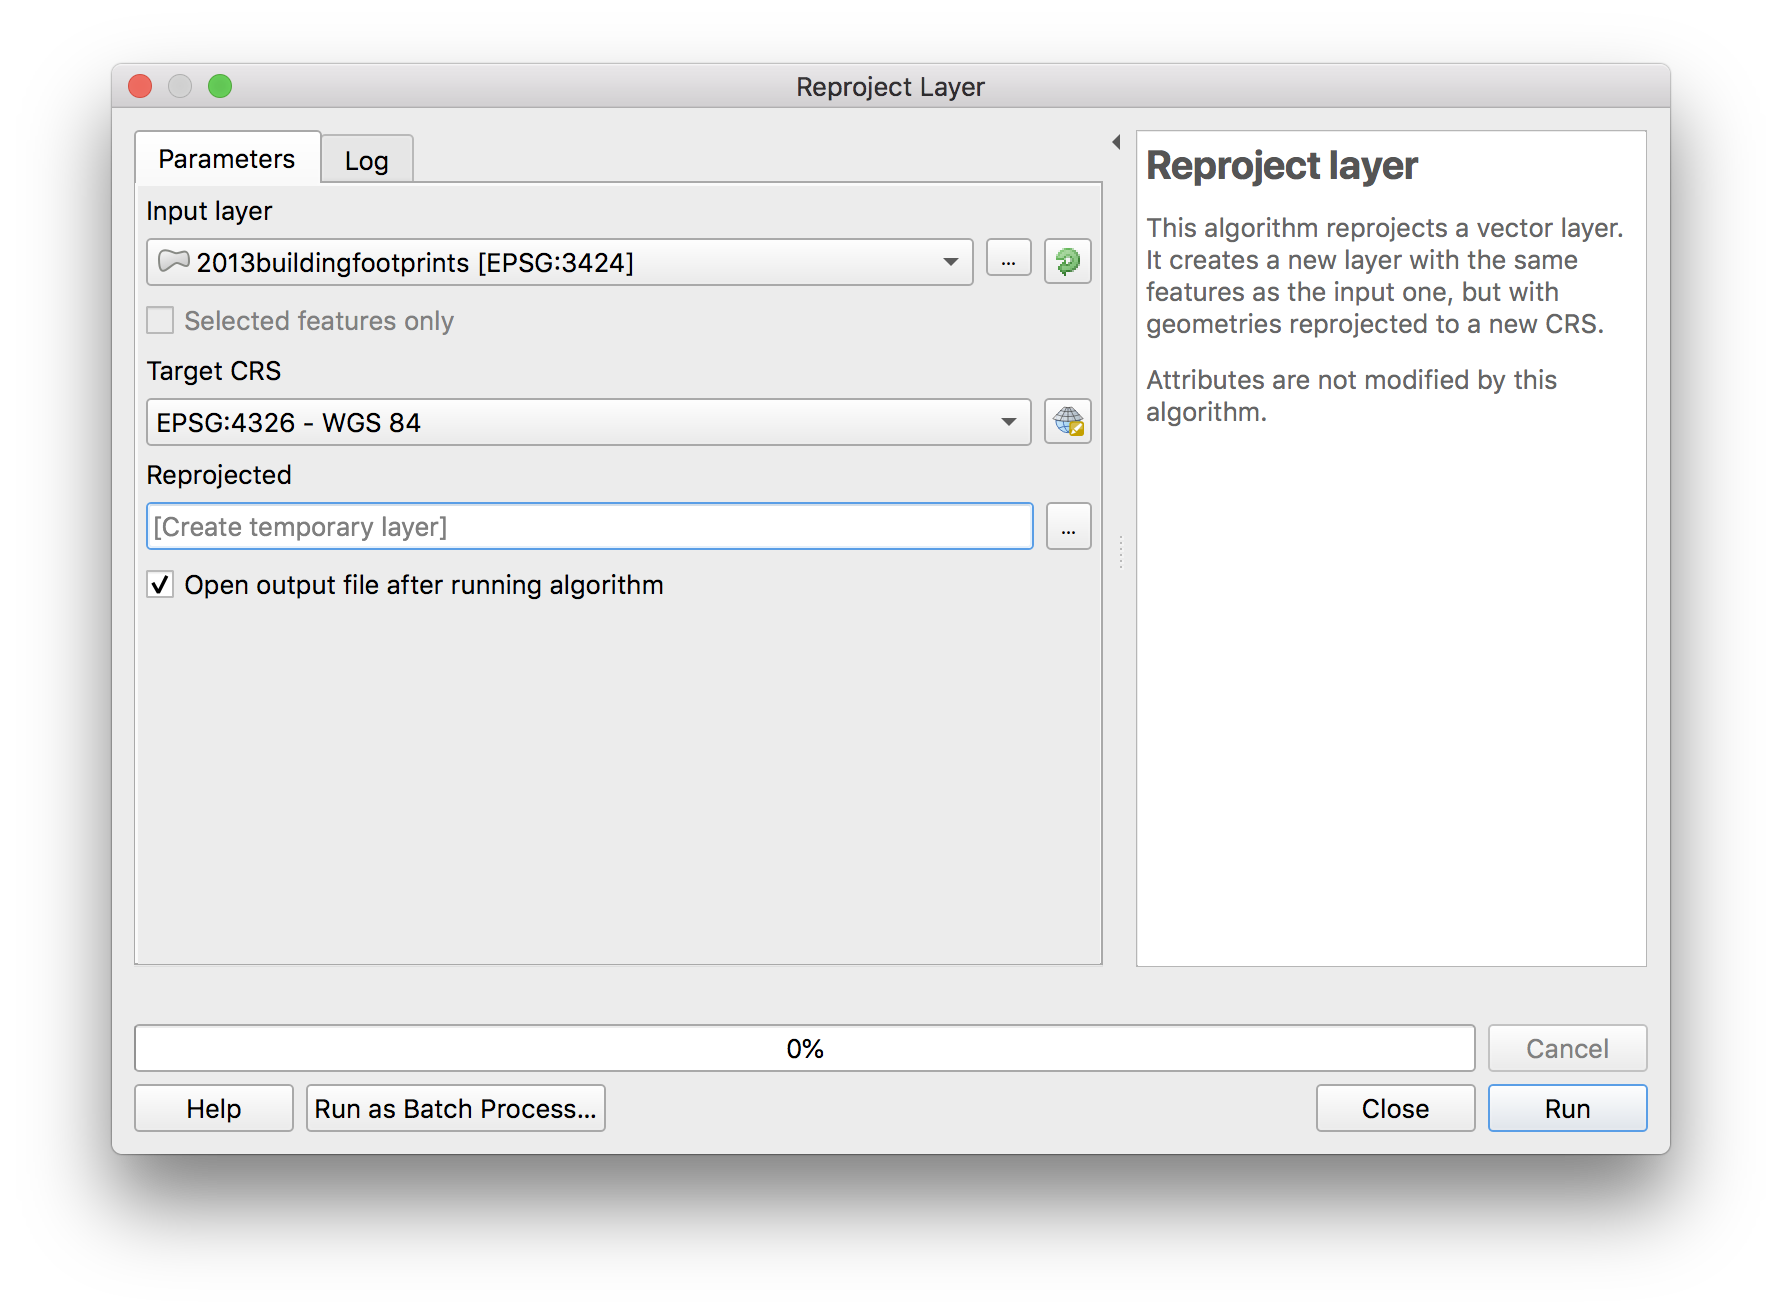 Reproject Layer
Parameters
Log
Input layer
2013buildingfootprints [EPSG:3424]
...
Selected features only
Target CRS
EPSG:4326 - WGS 84
Reprojected
[Create temporary layer]
...
Open output file after running algorithm
Reproject layer
This algorithm reprojects a vector layer.
It creates a new layer with the same
features as the input one, but with
geometries reprojected to a new CRS.
Attributes are not modified by this
algorithm.
0%
Cancel
Help
Run as Batch Process...
Close
Run